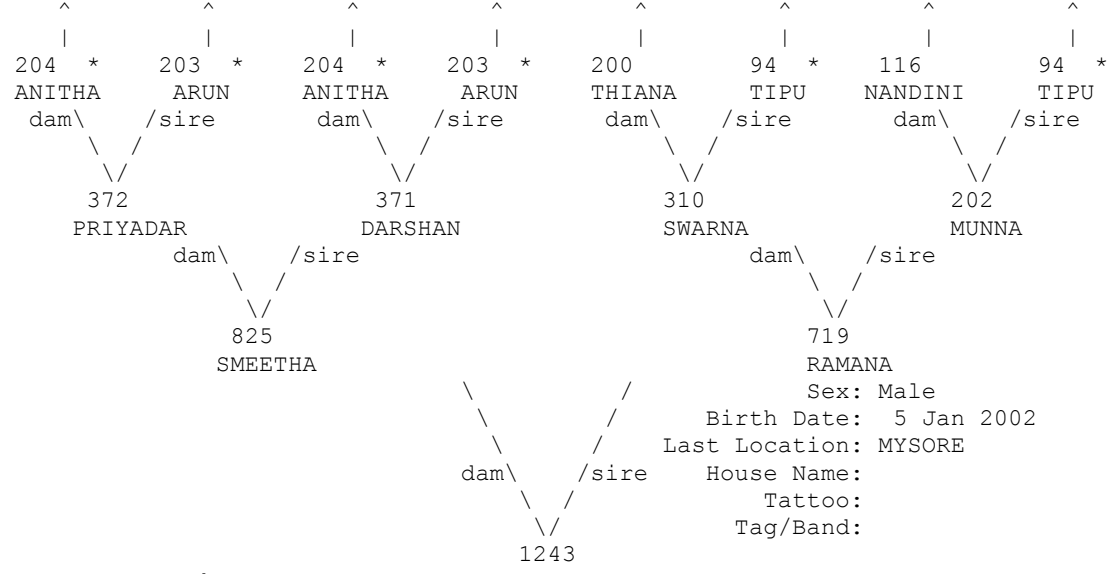 ^ ^ ^ ^ ^ ^ ^ ^
| | | | | | | |
204 * 203 * 204 * 203 * 200 94 * 116 94 *
ANITHA ARUN ANITHA ARUN THIANA TIPU NANDINI TIPU
dam\ /sire dam\ /sire dam\ /sire dam\ /sire
\ / \ / \ / \ /
\/ \/ \/ \/
372 371 310 202
PRIYADAR DARSHAN SWARNA MUNNA
dam\ /sire dam\ /sire
\ / \ /
\/ \/
825 719
SMEETHA RAMANA
\ / Sex: Male
\ / Birth Date: 5 Jan 2002
\ / Last Location: MYSORE
dam\ /sire House Name:
\ / Tattoo:
\/ Tag/Band:
1243